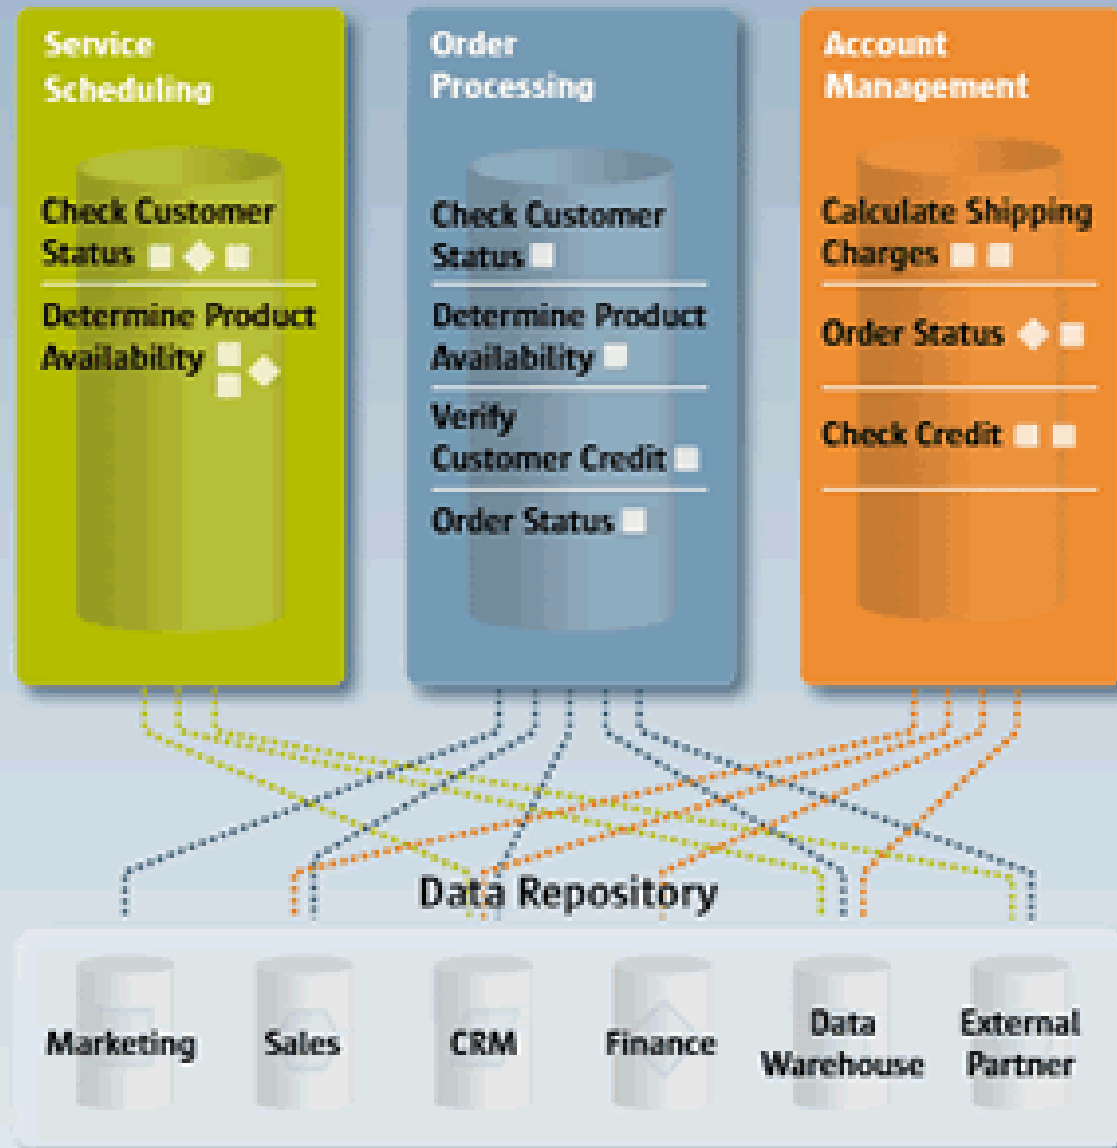 Service
Scheduling
Check Customer
Status
Determine Product
Availability
Order
Processing
Check Customer
Status
Determine Product
Availability
Verify
Customer Credit
Order Status
Account
Management
Calculate Shipping
Charges
Order Status
Check Credit
Data Repository
Marketing
Sales
CRM
Finance
Data
Warehouse
External
Partner